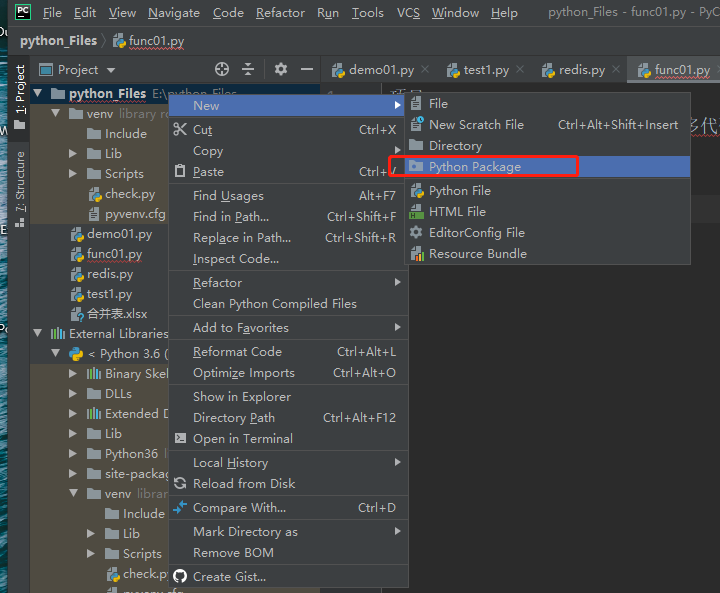 PC File Edit View Navigate Code Refactor Run Tools VCS Window Help python_Files - func01.py - PyC
python_Files func01.py
1: Project
7: Structure
Project
demo01.py test1.py redis.py func01.py
python_Files E:\python_Files
venv library ro
Include
Lib
Scripts
check.py
pyvenv.cfg
demo01.py
func01.py
redis.py
test1.py
合并表.xlsx
External Libraries
< Python 3.6 (
Binary Skel
DLLs
Extended D
Lib
Python36
site-packag
venv librar
Include
Lib
Scripts
check.py
New
Cut Ctrl+X
Copy
Paste Ctrl+V
Find Usages Alt+F7
Find in Path... Ctrl+Shift+F
Replace in Path... Ctrl+Shift+R
Inspect Code...
Refactor
Clean Python Compiled Files
Add to Favorites
Reformat Code Ctrl+Alt+L
Optimize Imports Ctrl+Alt+O
Show in Explorer
Directory Path Ctrl+Alt+F12
Open in Terminal
Local History
Reload from Disk
Compare With... Ctrl+D
Mark Directory as
Remove BOM
Create Gist...
File
New Scratch File Ctrl+Alt+Shift+Insert
Directory
Python Package
Python File
HTML File
EditorConfig File
Resource Bundle
多代